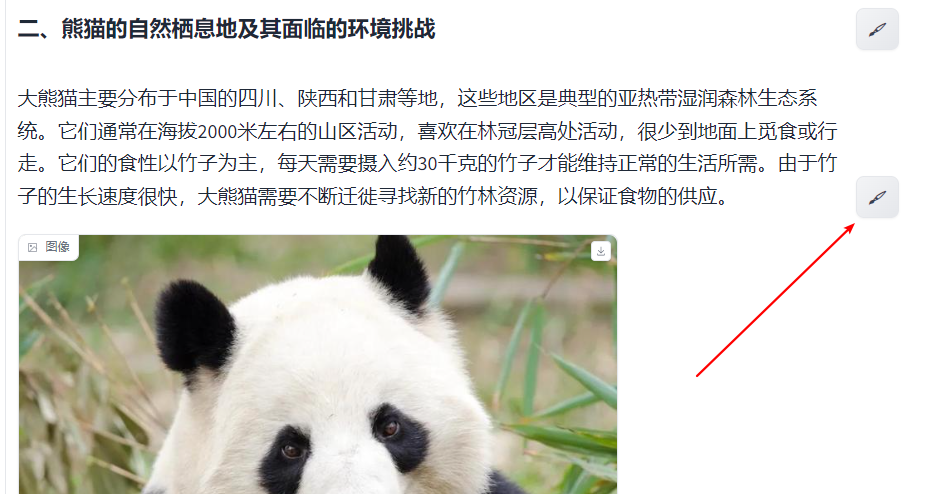 二、熊猫的自然栖息地及其面临的环境挑战
大熊猫主要分布于中国的四川、陕西和甘肃等地，这些地区是典型的亚热带湿润森林生态系
统。它们通常在海拔2000米左右的山区活动，喜欢在林冠层高处活动，很少到地面上觅食或行
走。它们的食性以竹子为主，每天需要摄入约30千克的竹子才能维持正常的生活所需。由于竹
子的生长速度很快，大熊猫需要不断迁徙寻找新的竹林资源，以保证食物的供应。
图像